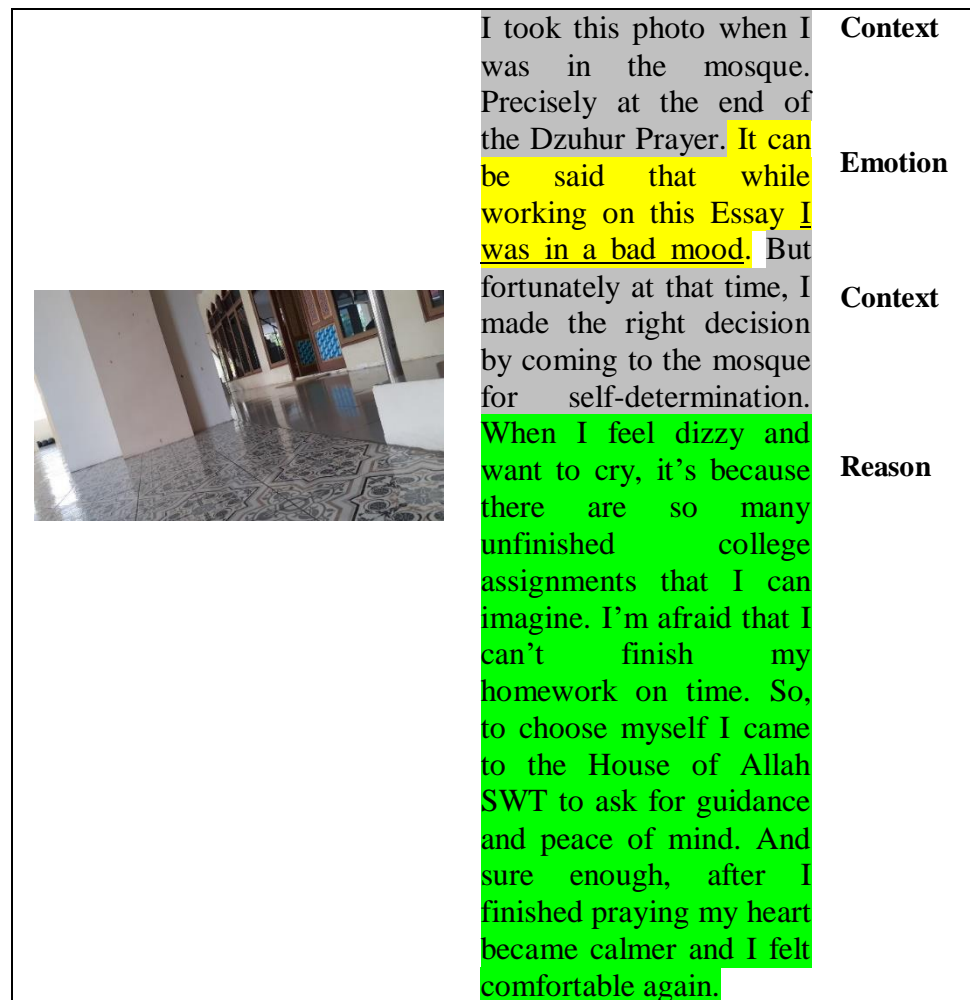 I took this photo when I
was in the mosque.
Precisely at the end of
the Dzuhur Prayer. It can
be said that while
working on this Essay I
was in a bad mood. But
fortunately at that time, I
made the right decision
by coming to the mosque
for self-determination.
When I feel dizzy and
want to cry, it’s because
there are so many
unfinished college
assignments that I can
imagine. I’m afraid that I
can’t finish my
homework on time. So,
to choose myself I came
to the House of Allah
SWT to ask for guidance
and peace of mind. And
sure enough, after I
finished praying my heart
became calmer and I felt
comfortable again.
Context
Emotion
Context
Reason